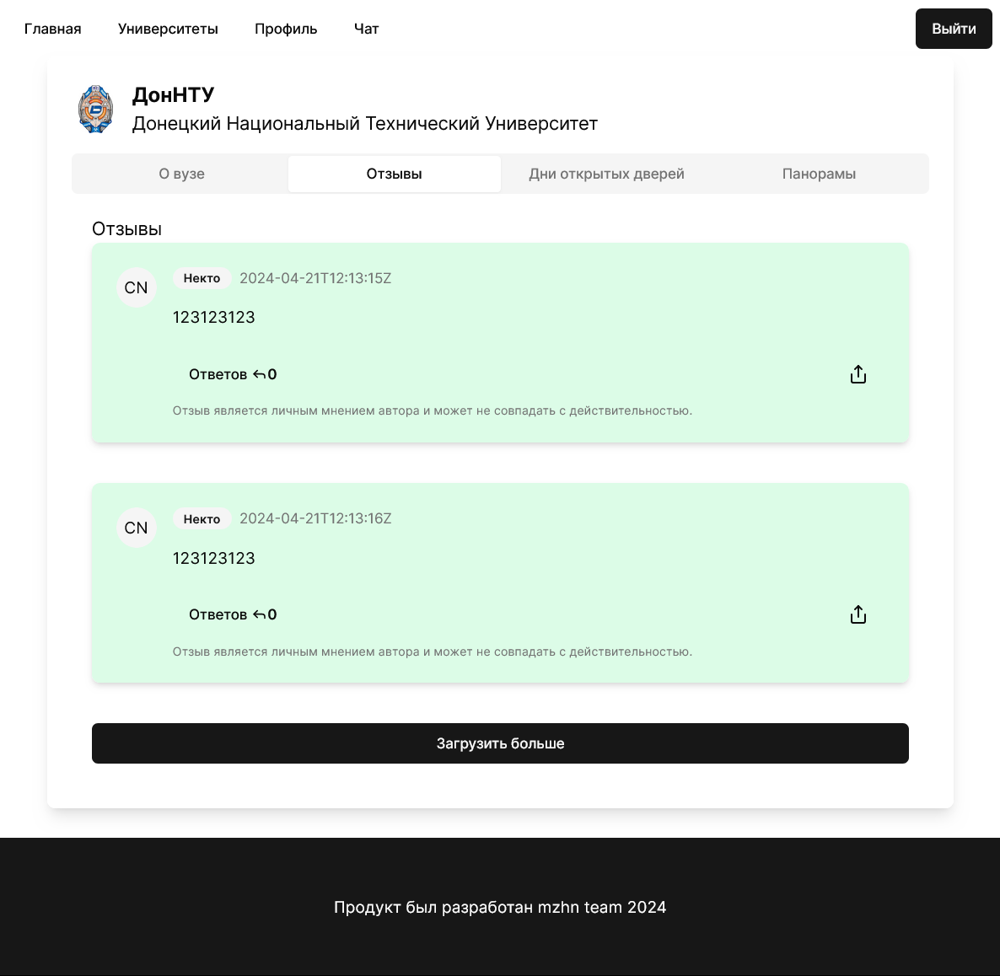 Главная Университеты Профиль Чат Выйти
ДонНТУ
Донецкий Национальный Технический Университет
О вузе Отзывы Дни открытых дверей Панорамы
Отзывы
CN Некто 2024-04-21T12:13:15Z
123123123
Ответов 0
Отзыв является личным мнением автора и может не совпадать с действительностью.
CN Некто 2024-04-21T12:13:16Z
123123123
Ответов 0
Отзыв является личным мнением автора и может не совпадать с действительностью.
Загрузить больше
Продукт был разработан mzhn team 2024